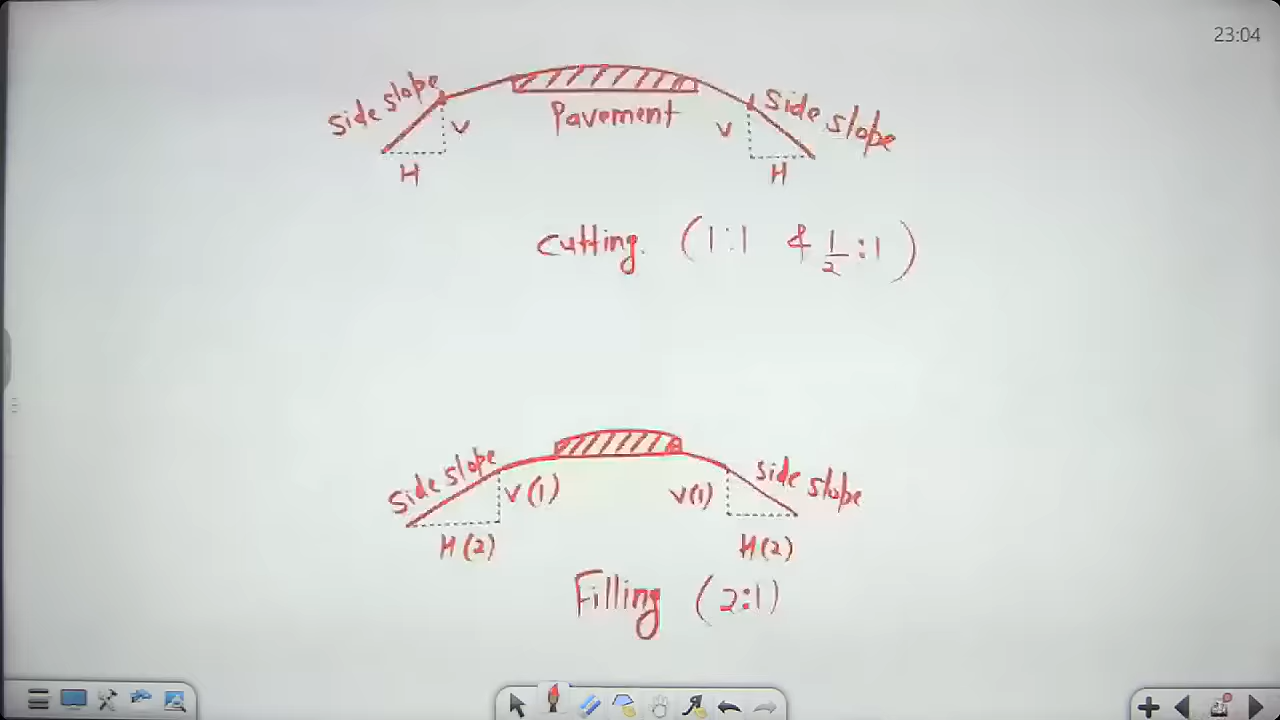 23:04
side slope
Pavement
side slope
V
V
H
H
Cutting. (1:1 & 1/2:1)
side slope
side slope
V(1)
V(1)
H(2)
H(2)
Filling (2:1)